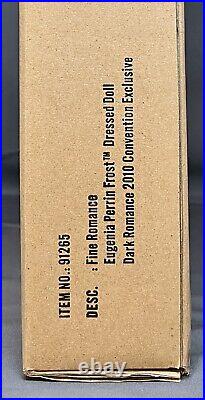 ITEM NO.: 91265
DESC. : Fine Romance
Eugenia Perrin Frost™ Dressed Doll
Dark Romance 2010 Convention Exclusive